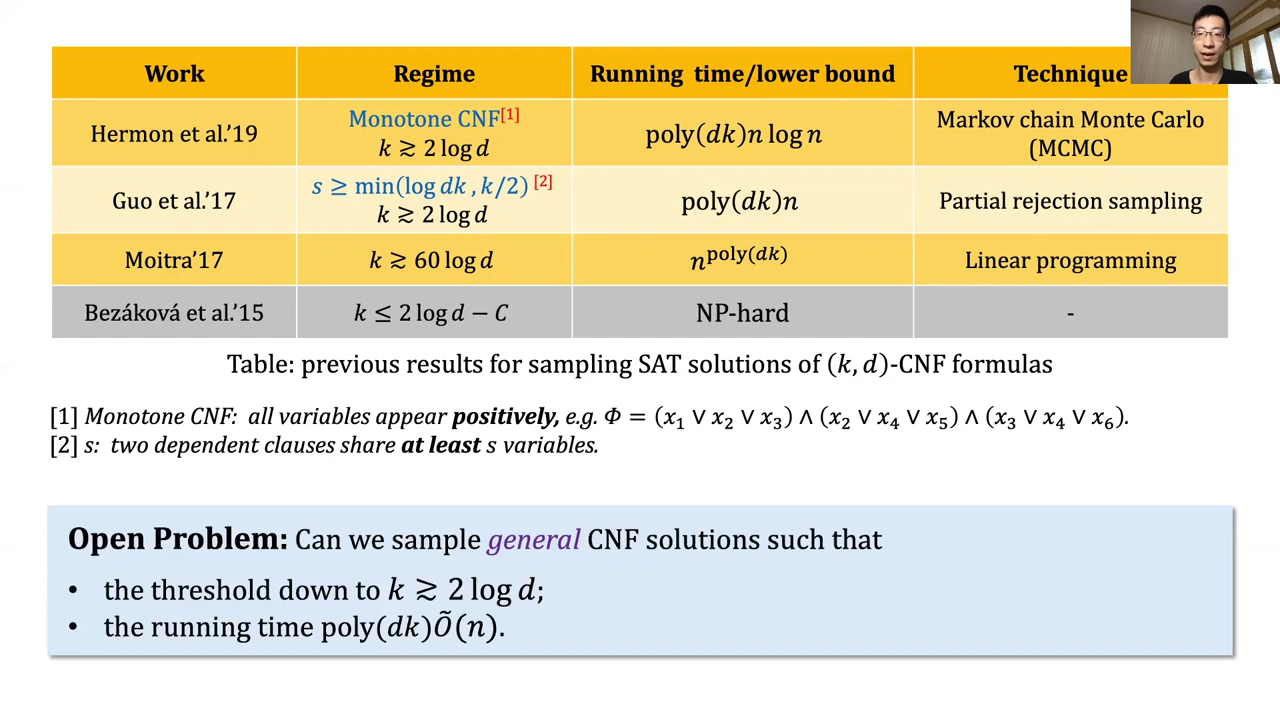 Work Regime Running time/lower bound Technique
Hermon et al.'19 Monotone CNF[1] k ≳ 2 log d poly(dk)n log n Markov chain Monte Carlo (MCMC)
Guo et al.'17 s ≥ min(log dk , k/2) [2] k ≳ 2 log d poly(dk)n Partial rejection sampling
Moitra'17 k ≳ 60 log d n^poly(dk) Linear programming
Bezáková et al.'15 k ≤ 2 log d − C NP-hard -
Table: previous results for sampling SAT solutions of (k, d)-CNF formulas
[1] Monotone CNF: all variables appear positively, e.g. Φ = (x₁ ∨ x₂ ∨ x₃) ∧ (x₂ ∨ x₄ ∨ x₅) ∧ (x₃ ∨ x₄ ∨ x₆).
[2] s: two dependent clauses share at least s variables.
Open Problem: Can we sample general CNF solutions such that
• the threshold down to k ≳ 2 log d;
• the running time poly(dk)Õ(n).